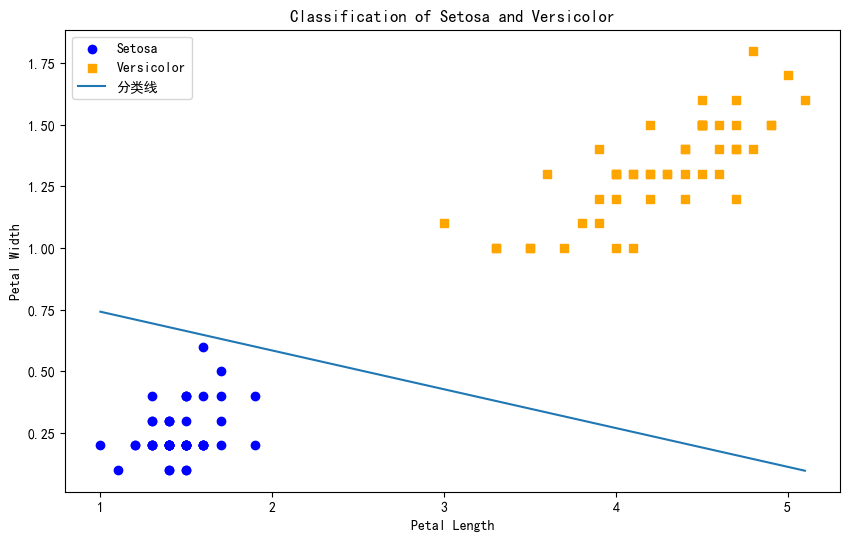 Classification of Setosa and Versicolor
Setosa
Versicolor
分类线
Petal Width
1.75
1.50
1.25
1.00
0.75
0.50
0.25
1 2 3 4 5
Petal Length